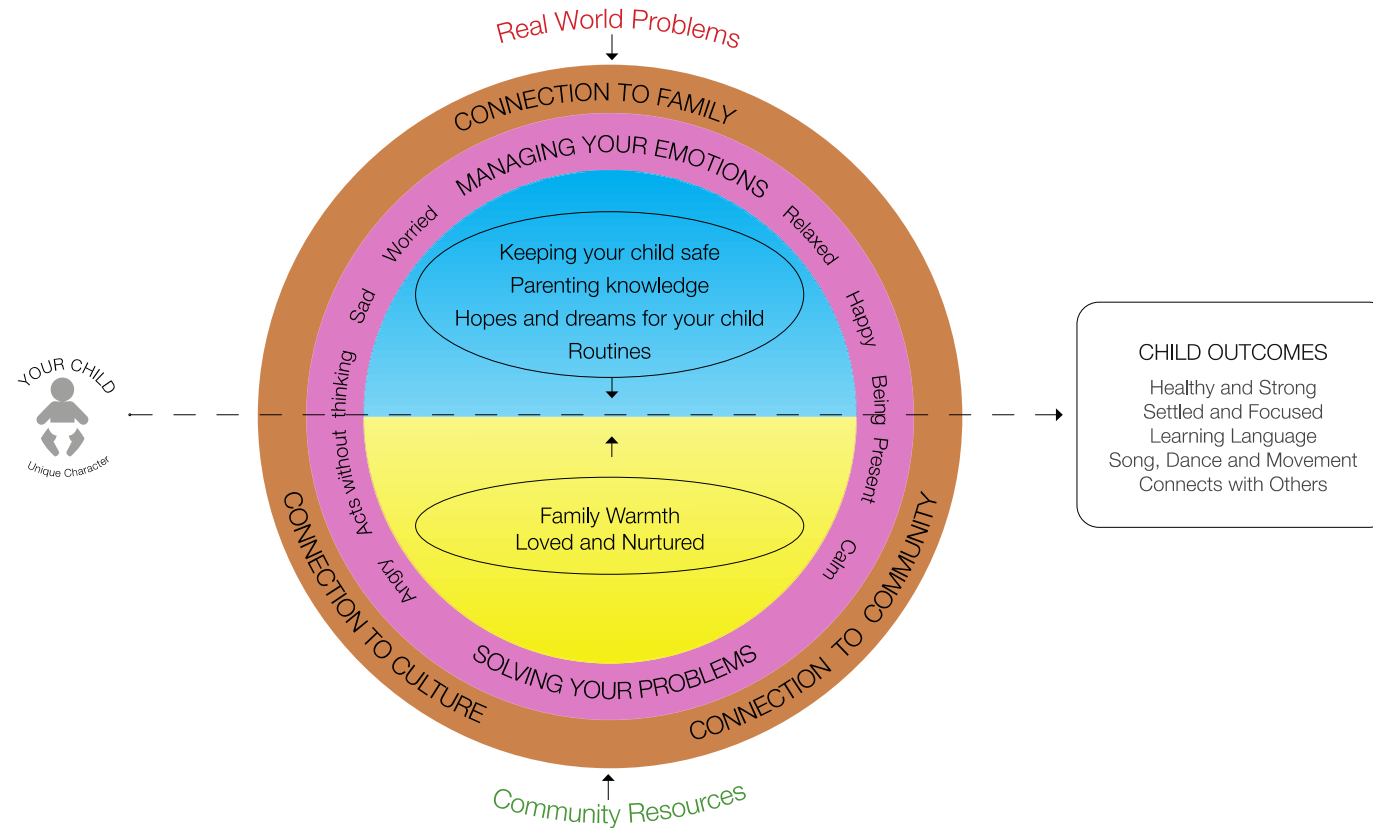 Real World Problems
CONNECTION TO FAMILY
MANAGING YOUR EMOTIONS
Worried
Sad
Acts without thinking
Angry
Relaxed
Happy
Being Present
Calm
Keeping your child safe
Parenting knowledge
Hopes and dreams for your child
Routines
YOUR CHILD
Unique Character
Family Warmth
Loved and Nurtured
SOLVING YOUR PROBLEMS
CONNECTION TO CULTURE
CONNECTION TO COMMUNITY
Community Resources
CHILD OUTCOMES
Healthy and Strong
Settled and Focused
Learning Language
Song, Dance and Movement
Connects with Others